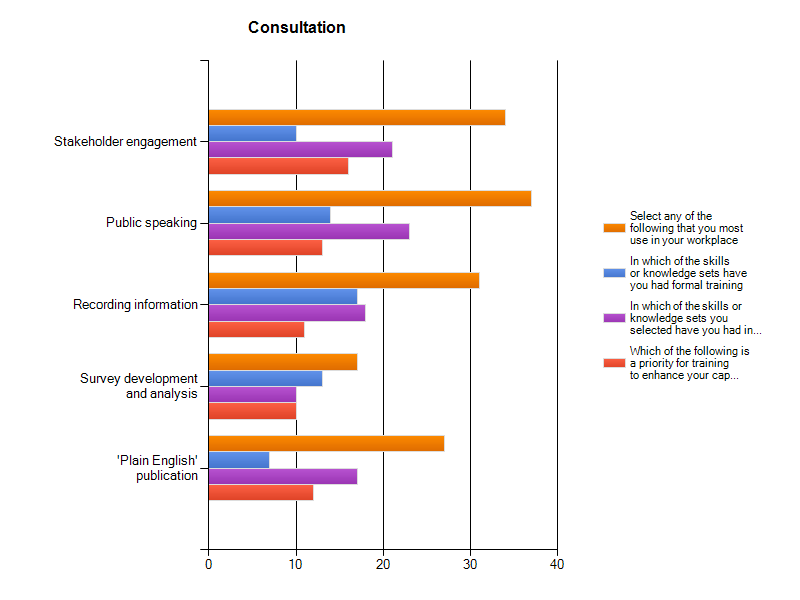 Consultation
Stakeholder engagement
Public speaking
Recording information
Survey development
and analysis
'Plain English'
publication
0
10
20
30
40
Select any of the
following that you most
use in your workplace
In which of the skills
or knowledge sets have
you had formal training
In which of the skills or
knowledge sets you
selected have you had in...
Which of the following is
a priority for training
to enhance your cap...